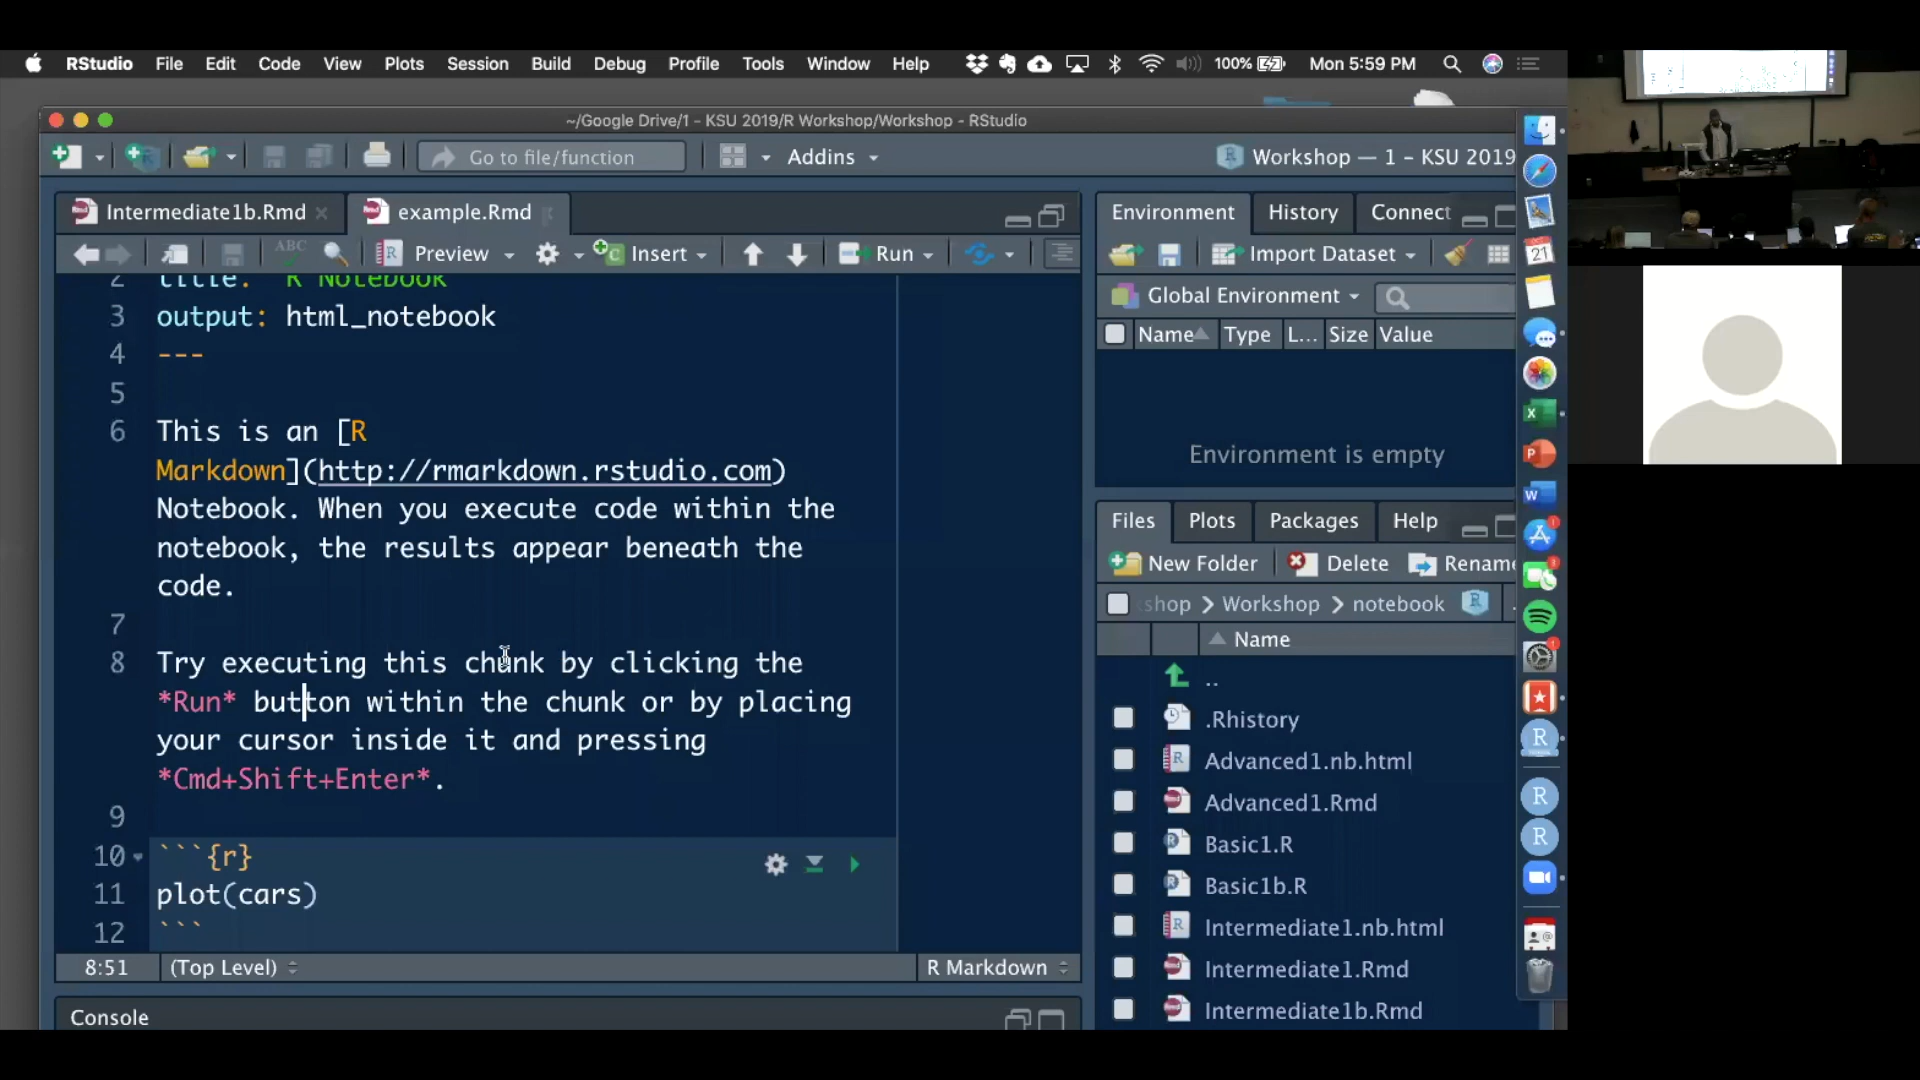 RStudio File Edit Code View Plots Session Build Debug Profile Tools Window Help 100% Mon 5:59 PM
~/Google Drive/1 - KSU 2019/R Workshop/Workshop - RStudio
Go to file/function Addins Workshop — 1 - KSU 2019
Intermediate1b.Rmd example.Rmd
ABC Preview Insert Run
2 title: "R Notebook
3 output: html_notebook
4 ---
5
6 This is an [R
Markdown](http://rmarkdown.rstudio.com)
Notebook. When you execute code within the
notebook, the results appear beneath the
code.
7
8 Try executing this chunk by clicking the
*Run* button within the chunk or by placing
your cursor inside it and pressing
*Cmd+Shift+Enter*.
9
10 ```{r}
11 plot(cars)
12 ```
8:51 (Top Level) R Markdown
Console
Environment History Connect
Import Dataset
Global Environment
Name Type L... Size Value
Environment is empty
Files Plots Packages Help
New Folder Delete Rename
shop Workshop notebook
Name
..
.Rhistory
Advanced1.nb.html
Advanced1.Rmd
Basic1.R
Basic1b.R
Intermediate1.nb.html
Intermediate1.Rmd
Intermediate1b.Rmd
21